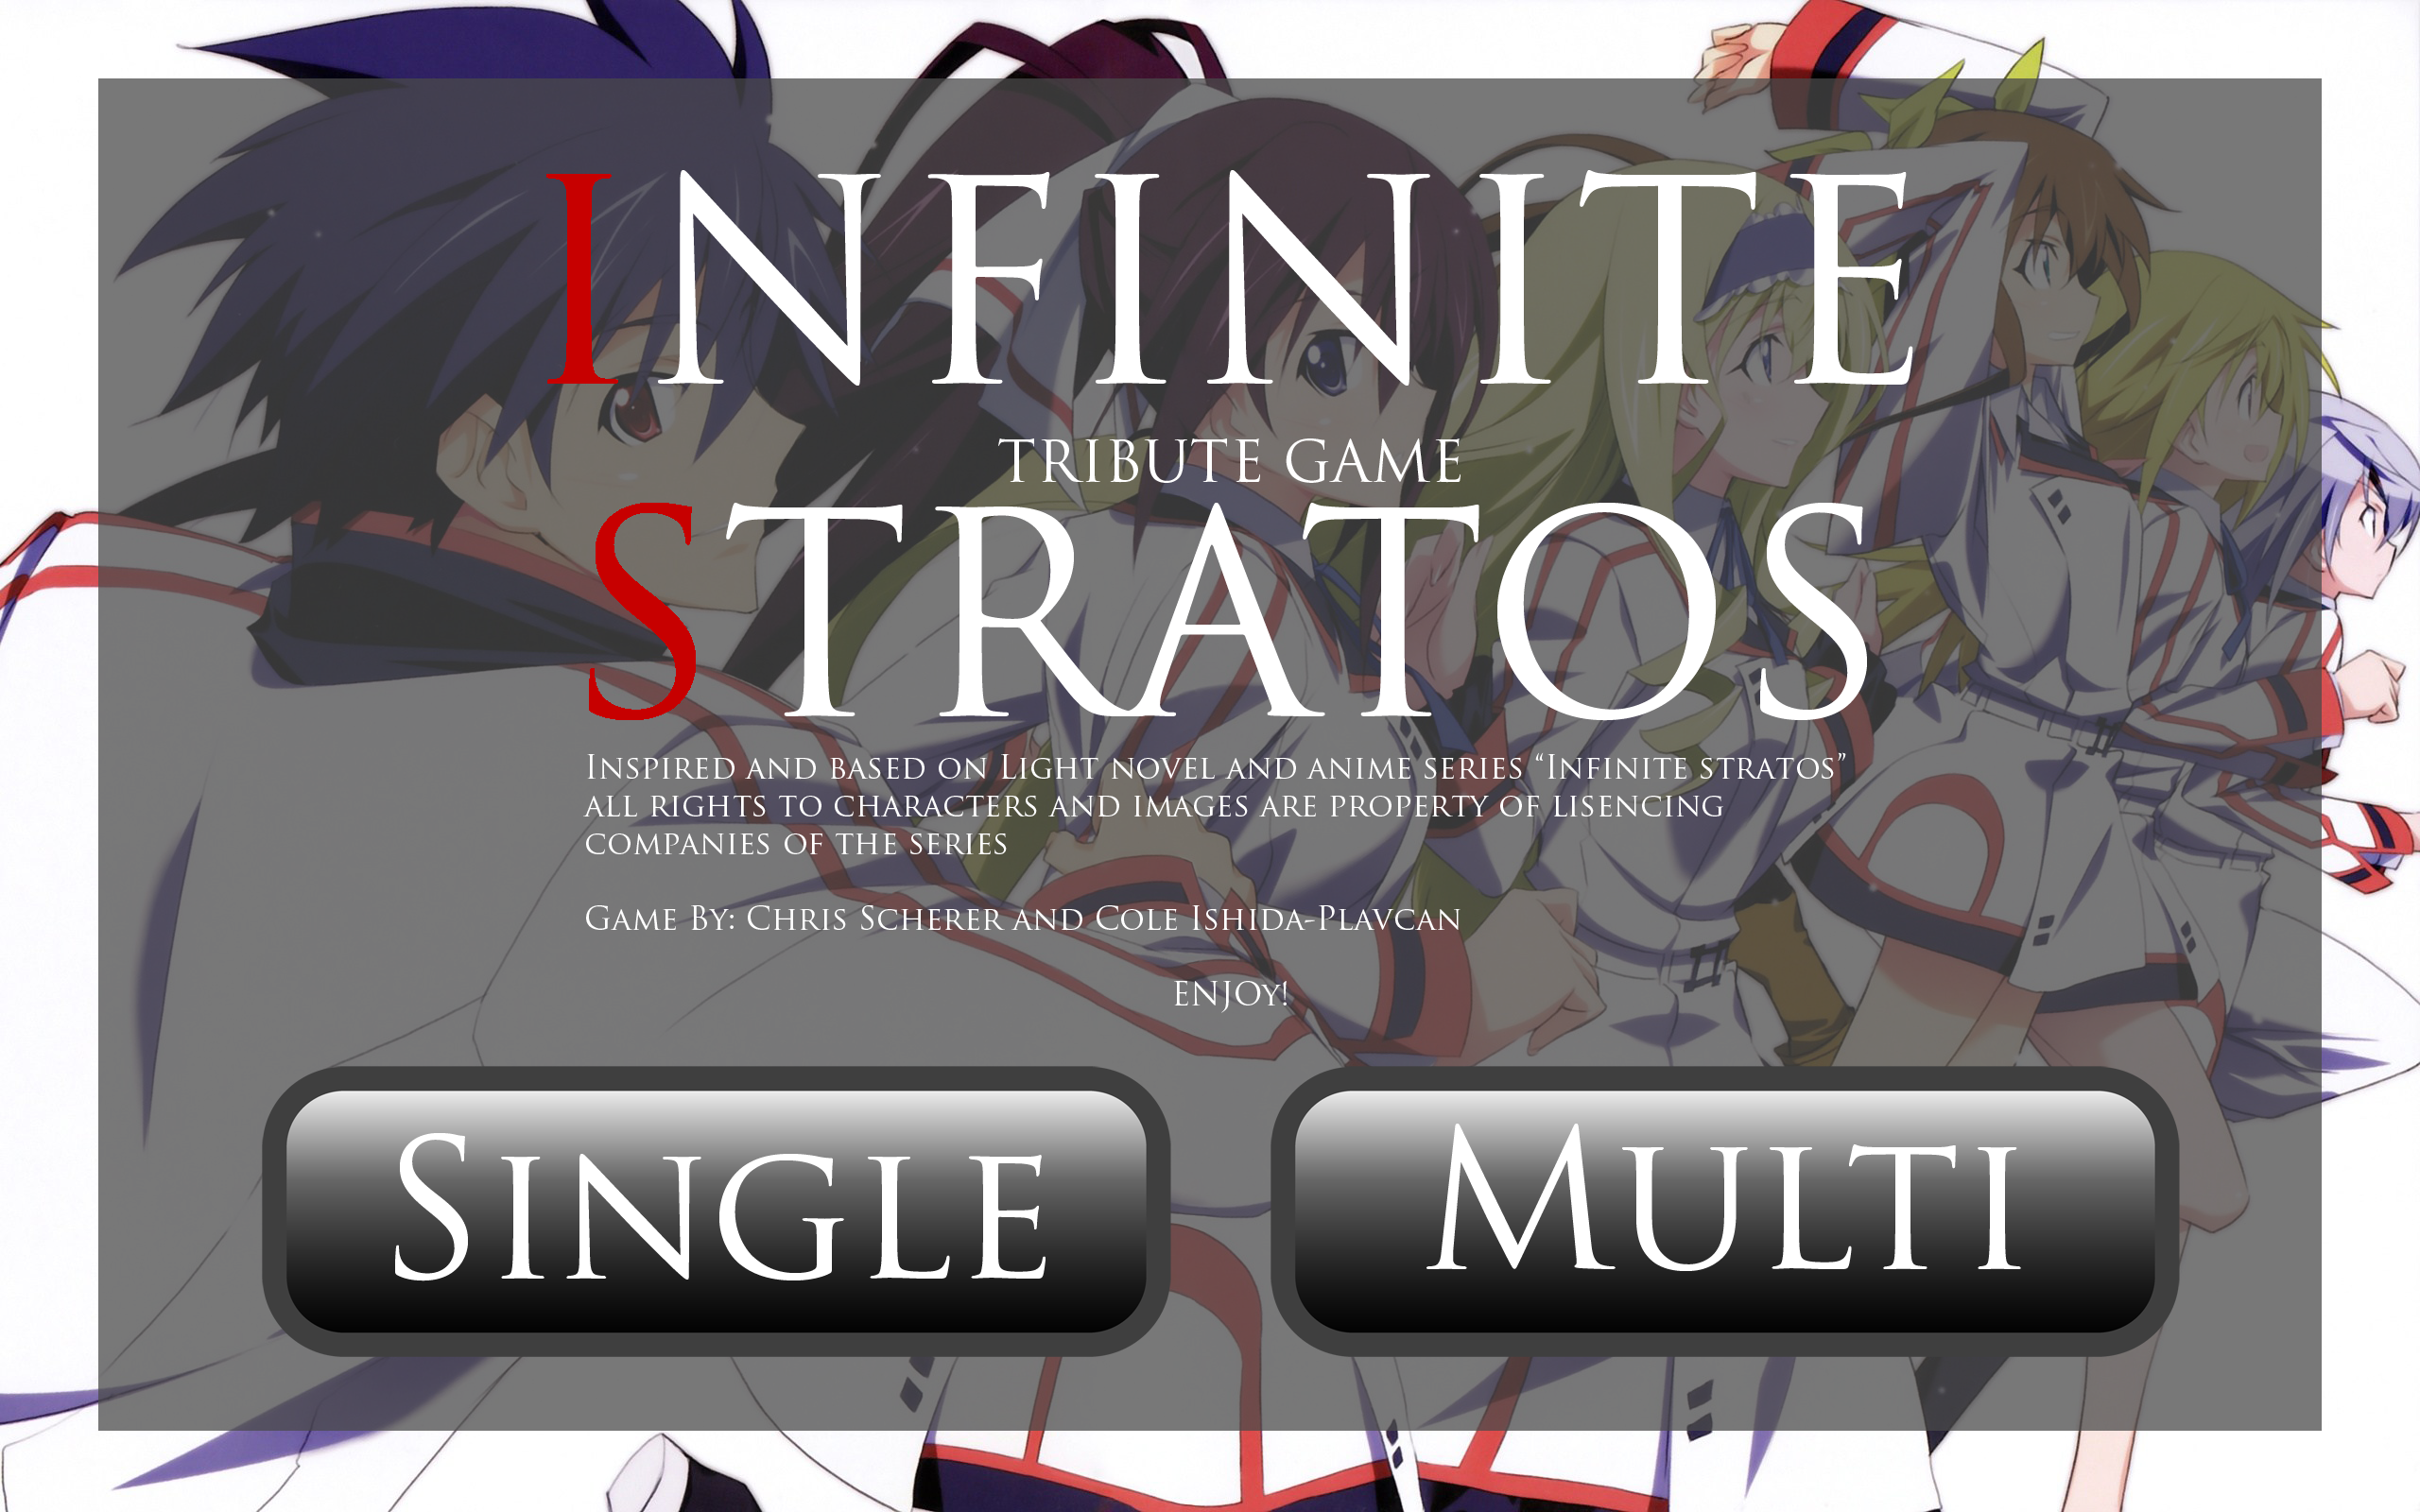 INFINITE
TRIBUTE GAME
STRATOS
INSPIRED AND BASED ON LIGHT NOVEL AND ANIME SERIES “INFINITE STRATOS”
ALL RIGHTS TO CHARACTERS AND IMAGES ARE PROPERTY OF LISENCING
COMPANIES OF THE SERIES
GAME BY: CHRIS SCHERER AND COLE ISHIDA-PLAVCAN
ENJOY!
SINGLE
MULTI